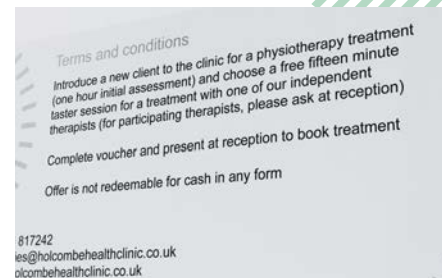 Terms and conditions
Introduce a new client to the clinic for a physiotherapy treatment
(one hour initial assessment) and choose a free fifteen minute
taster session for a treatment with one of our independent
therapists (for participating therapists, please ask at reception)
Complete voucher and present at reception to book treatment
Offer is not redeemable for cash in any form
817242
es@holcombehealthclinic.co.uk
olcombehealthclinic.co.uk